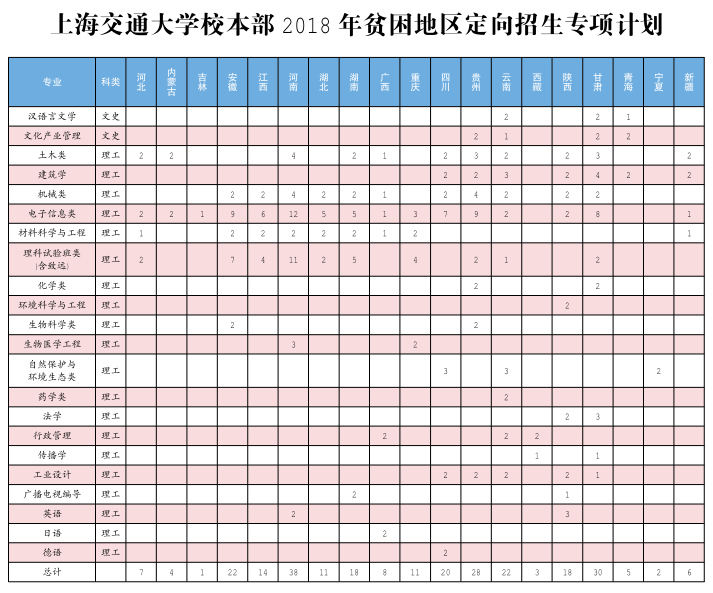 上海交通大学校本部 2018 年贫困地区定向招生专项计划
专业 科类 河北 内蒙古 吉林 安徽 江西 河南 湖北 湖南 广西 重庆 四川 贵州 云南 西藏 陕西 甘肃 青海 宁夏 新疆
汉语言文学 文史 2 2 1
文化产业管理 文史 2 1 2 2
土木类 理工 2 2 4 2 1 2 3 2 2 3 2
建筑学 理工 2 2 3 2 4 2 2
机械类 理工 2 2 4 2 2 1 2 4 2 2 2
电子信息类 理工 2 2 1 9 6 12 5 5 1 3 7 9 2 2 8 1
材料科学与工程 理工 1 2 2 2 2 2 1 2 1
理科试验班类
(含致远) 理工 2 7 4 11 2 5 4 2 1 2
化学类 理工 2 2
环境科学与工程 理工 2
生物科学类 理工 2 2
生物医学工程 理工 3 2
自然保护与
环境生态类 理工 3 3 2
药学类 理工 2
法学 理工 2 3
行政管理 理工 2 2 2
传播学 理工 1 1
工业设计 理工 2 2 2 2 1
广播电视编导 理工 2 1
英语 理工 2 3
日语 理工 2
德语 理工 2
总计 7 4 1 22 14 38 11 18 8 11 20 28 22 3 18 30 5 2 6